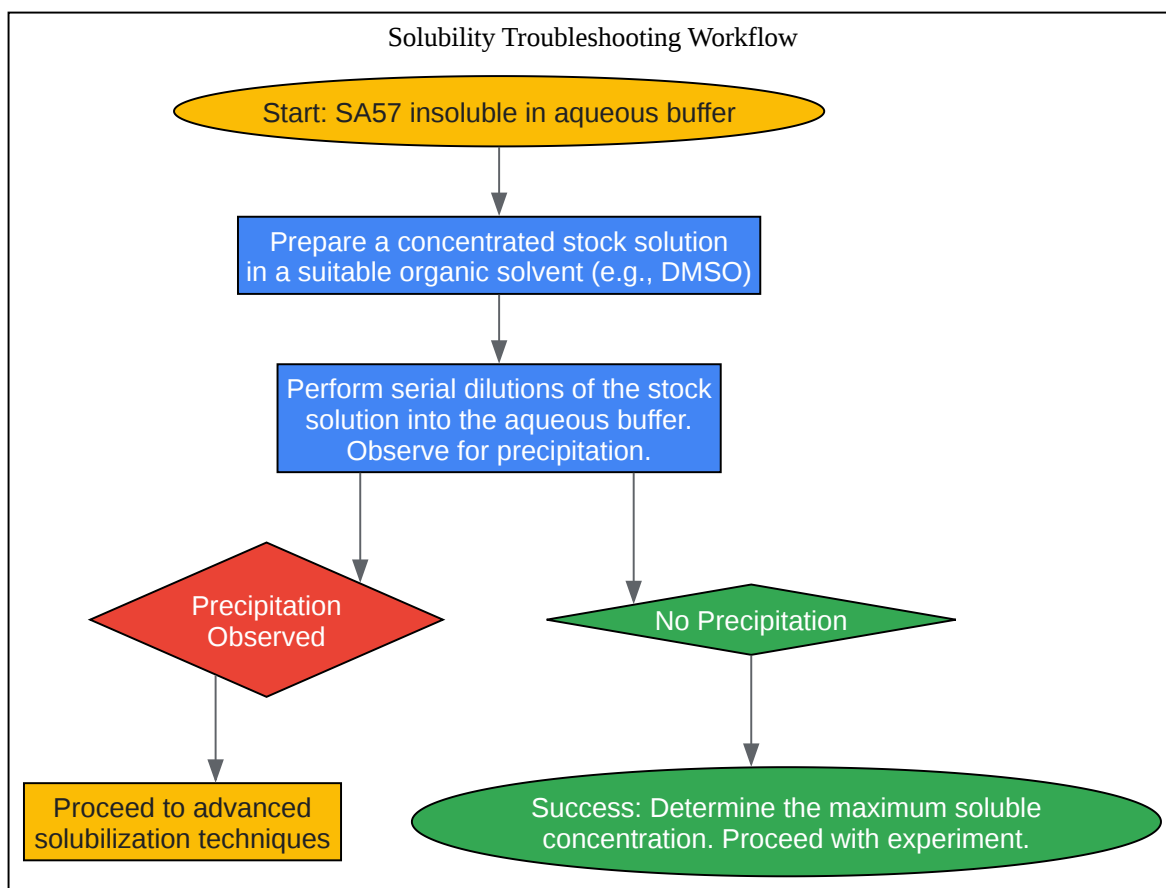 Solubility Troubleshooting Workflow
Start: SA57 insoluble in aqueous buffer
Prepare a concentrated stock solution
in a suitable organic solvent (e.g., DMSO)
Perform serial dilutions of the stock
solution into the aqueous buffer.
Observe for precipitation.
Precipitation
Observed
No Precipitation
Proceed to advanced
solubilization techniques
Success: Determine the maximum soluble
concentration. Proceed with experiment.